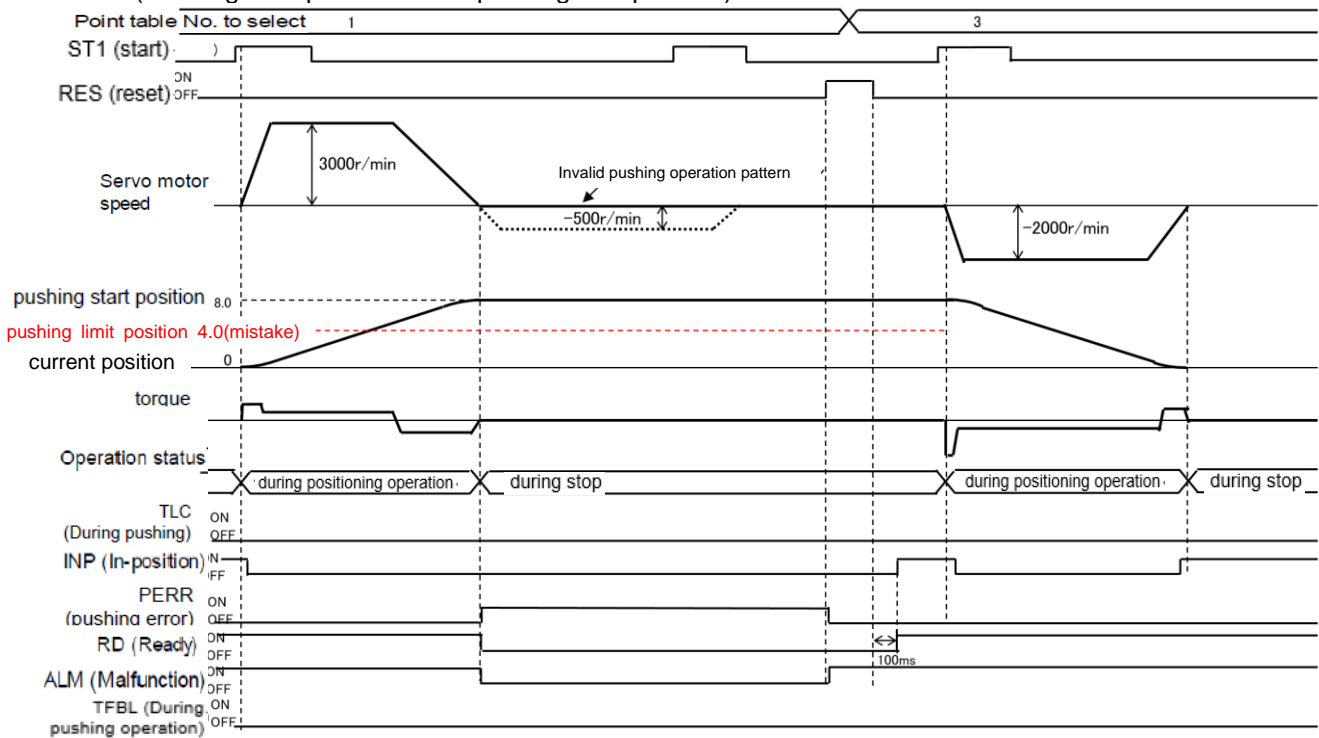 Point table No. to select 1 3
ST1 (start) )
ON
RES (reset) OFF
3000r/min
Invalid pushing operation pattern
Servo motor
speed
-500r/min
-2000r/min
pushing start position 8.0
pushing limit position 4.0(mistake)
current position 0
torque
Operation status
during positioning operation during stop during positioning operation during stop
TLC ON
(During pushing) OFF
INP (In-position) N
FF
PERR ON
(pushing error) OFF
RD (Ready) ON
OFF
100ms
ALM (Malfunction) ON
OFF
TFBL (During ON
pushing operation) OFF